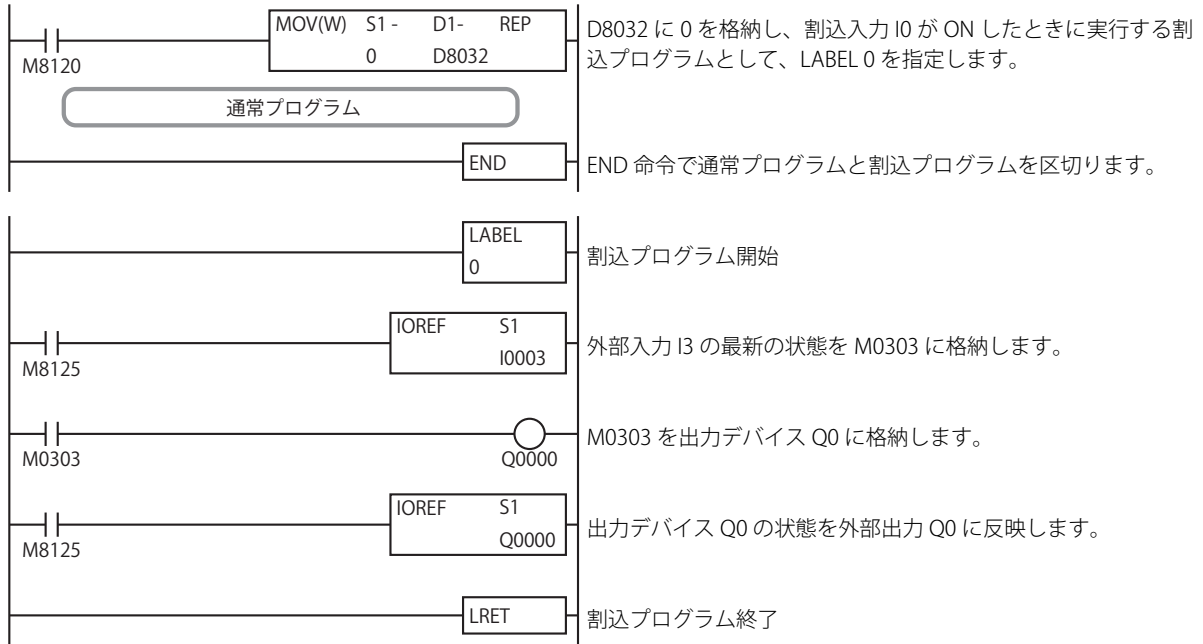 MOV(W) S1 - D1- REP
0 D8032
M8120
D8032 に 0 を格納し、割込入力 I0 が ON したときに実行する割
込プログラムとして、LABEL 0 を指定します。
通常プログラム
END
END 命令で通常プログラムと割込プログラムを区切ります。
LABEL
0
割込プログラム開始
IOREF S1
I0003
M8125
外部入力 I3 の最新の状態を M0303 に格納します。
M0303
Q0000
M0303 を出力デバイス Q0 に格納します。
IOREF S1
Q0000
M8125
出力デバイス Q0 の状態を外部出力 Q0 に反映します。
LRET
割込プログラム終了